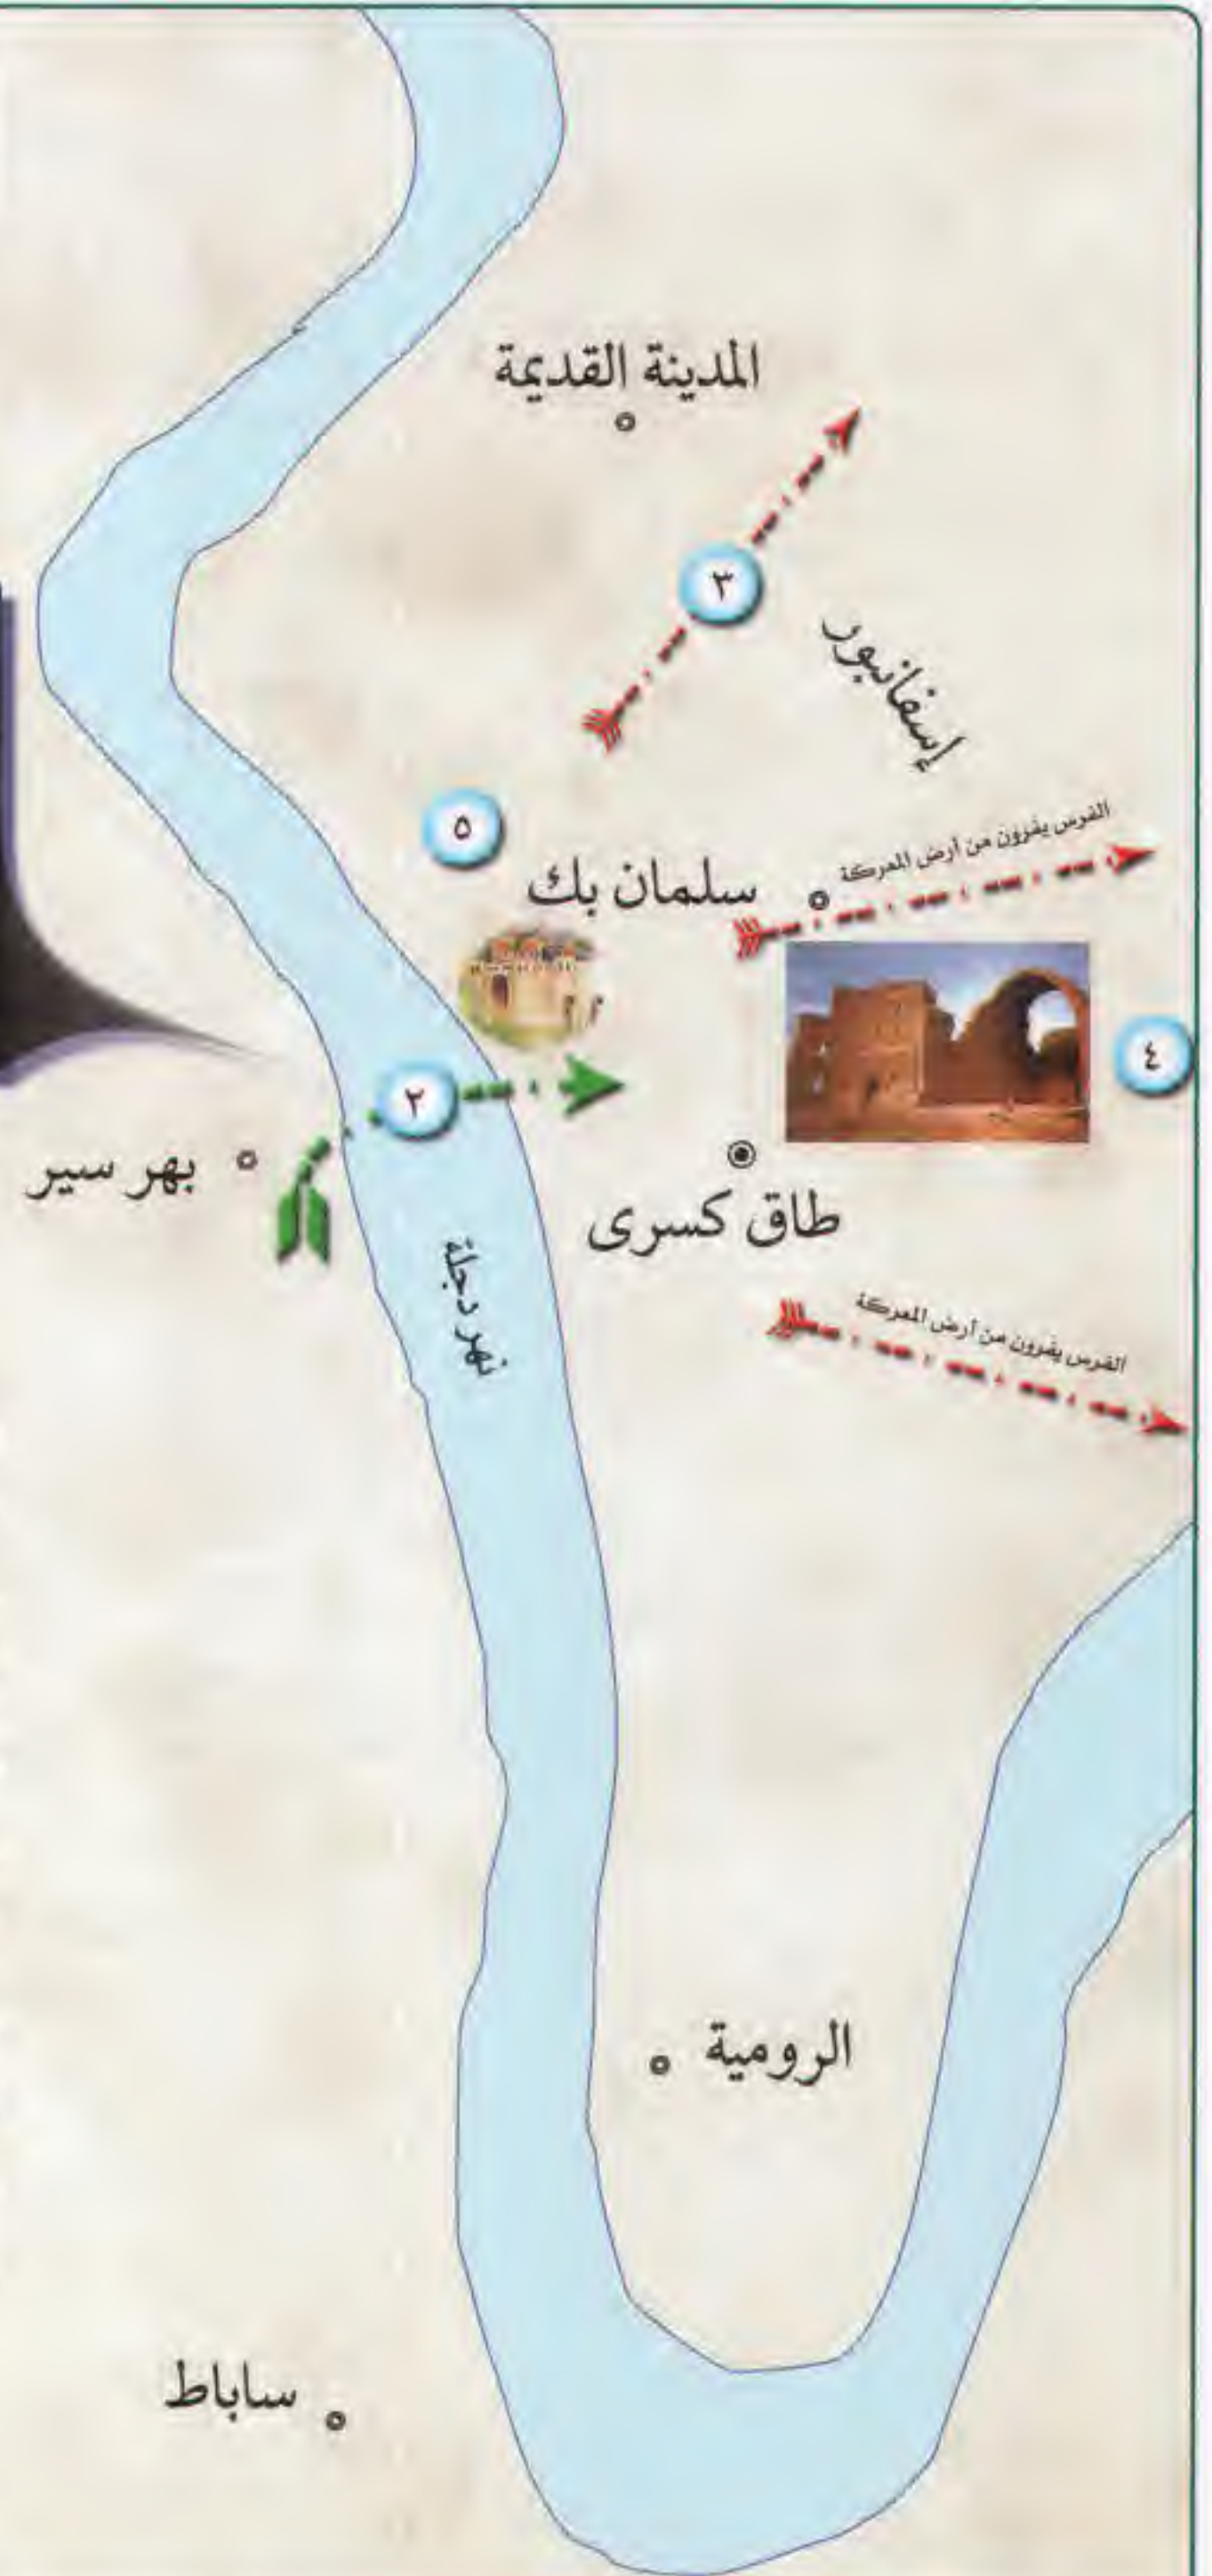 المدينة القديمة
٣
إسفانبور
٥
سلمان بك
الفرس يفرون من أرض المعركة
٤
٢
بهر سير
طاق كسرى
نهر دجلة
الفرس يفرون من أرض المعركة
الرومية
ساباط